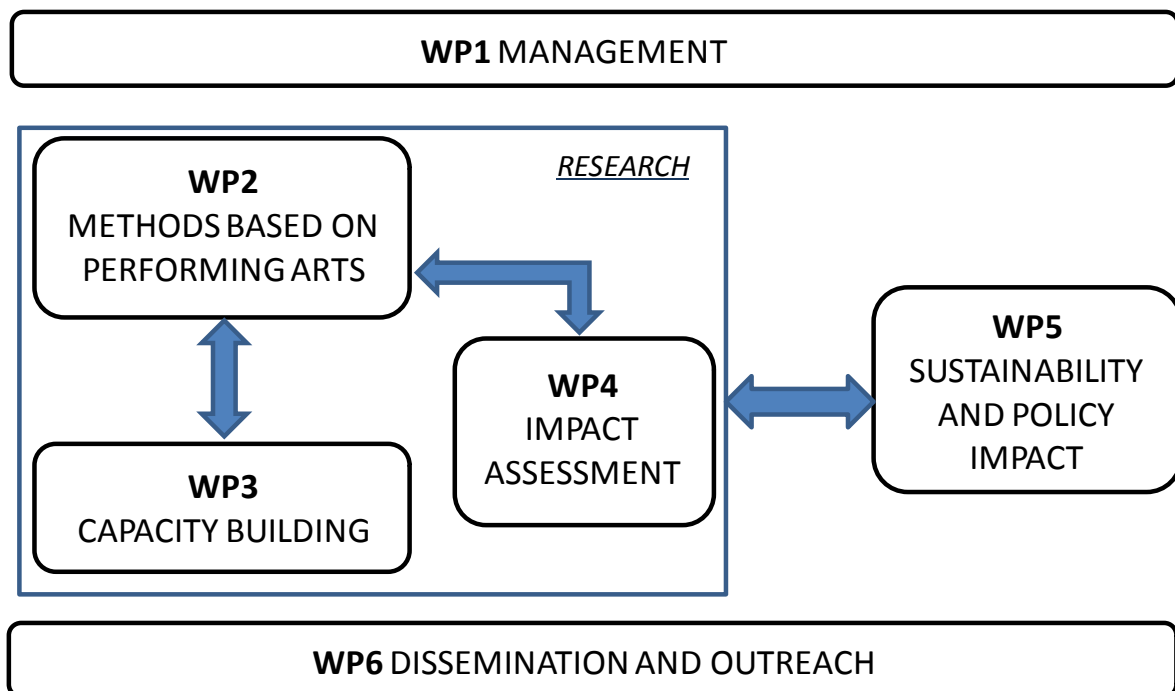 WP1 MANAGEMENT
RESEARCH
WP2
METHODS BASED ON
PERFORMING ARTS
WP3
CAPACITY BUILDING
WP4
IMPACT
ASSESSMENT
WP5
SUSTAINABILITY
AND POLICY
IMPACT
WP6 DISSEMINATION AND OUTREACH